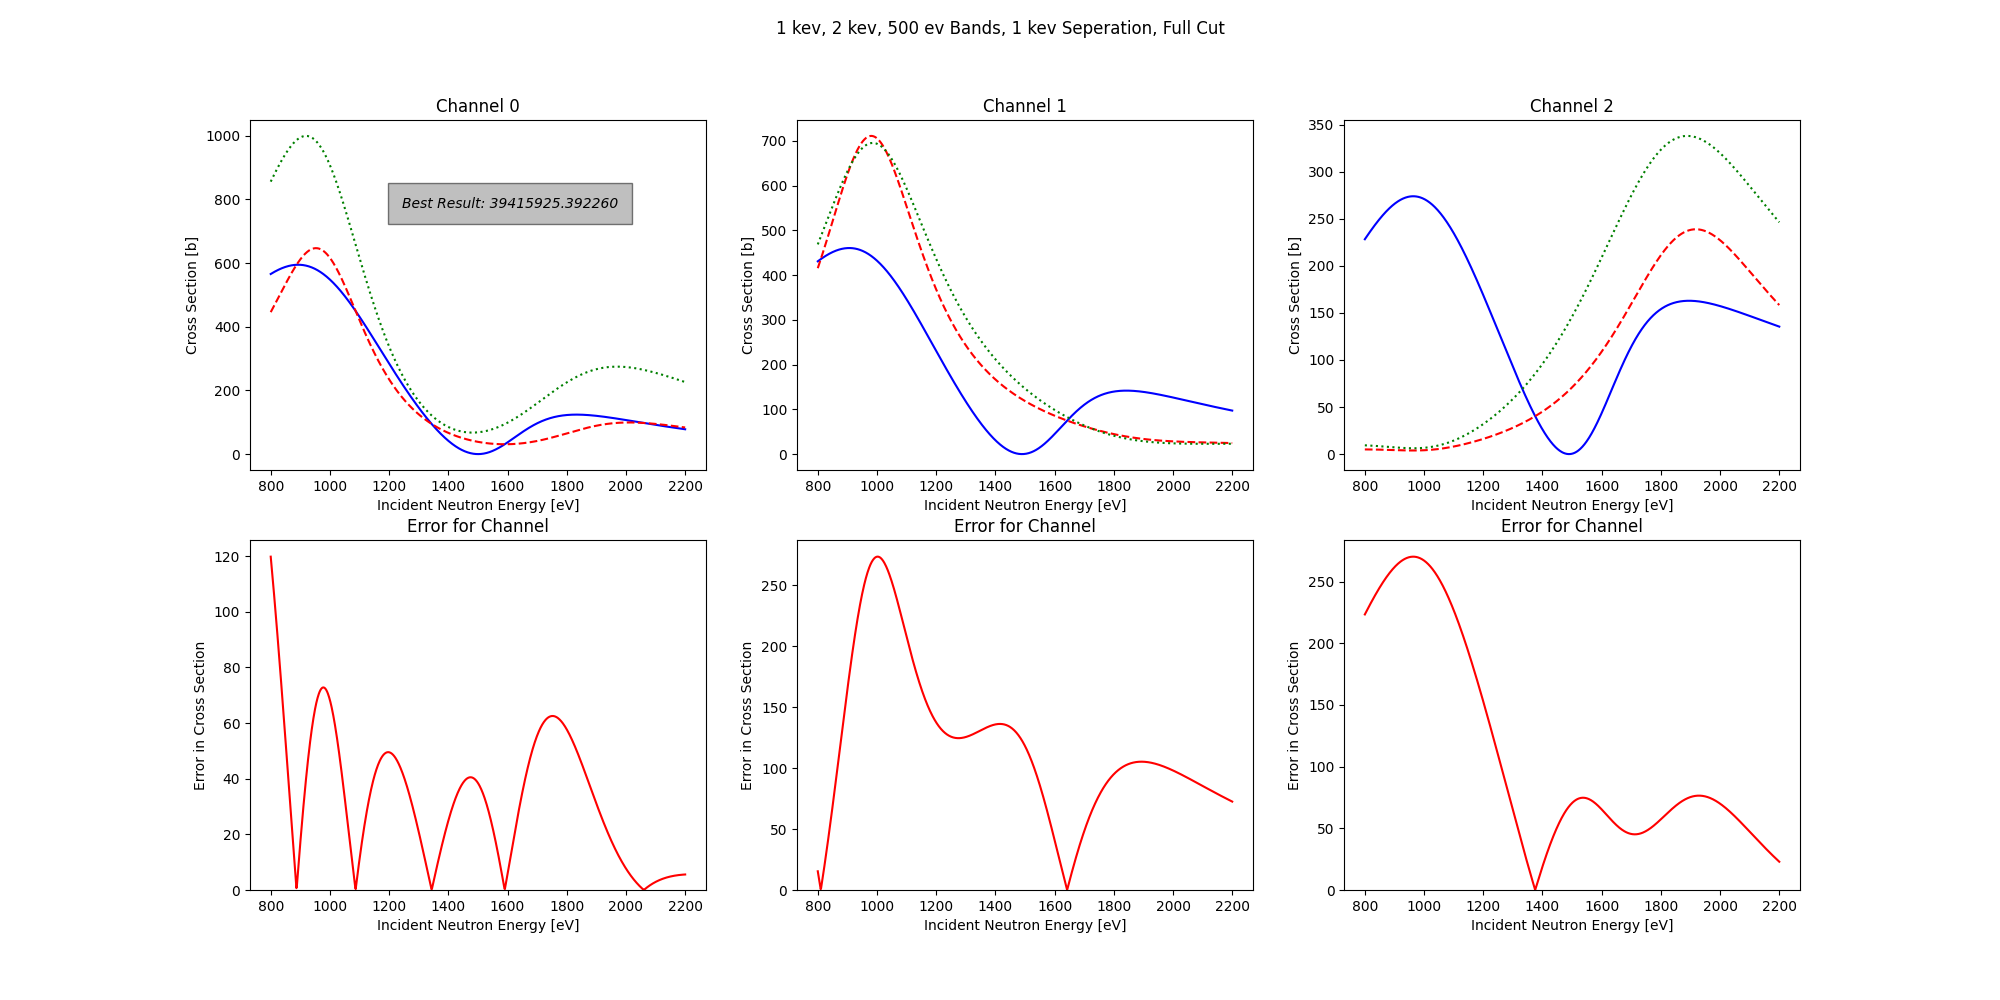 1 kev, 2 kev, 500 ev Bands, 1 kev Seperation, Full Cut
Channel 0
Cross Section [b]
1000
800
600
400
200
0
Best Result: 39415925.392260
800 1000 1200 1400 1600 1800 2000 2200
Incident Neutron Energy [eV]
Channel 1
Cross Section [b]
700
600
500
400
300
200
100
0
800 1000 1200 1400 1600 1800 2000 2200
Incident Neutron Energy [eV]
Channel 2
Cross Section [b]
350
300
250
200
150
100
50
0
800 1000 1200 1400 1600 1800 2000 2200
Incident Neutron Energy [eV]
Error for Channel
Error in Cross Section
120
100
80
60
40
20
0
800 1000 1200 1400 1600 1800 2000 2200
Incident Neutron Energy [eV]
Error for Channel
Error in Cross Section
250
200
150
100
50
0
800 1000 1200 1400 1600 1800 2000 2200
Incident Neutron Energy [eV]
Error for Channel
Error in Cross Section
250
200
150
100
50
0
800 1000 1200 1400 1600 1800 2000 2200
Incident Neutron Energy [eV]